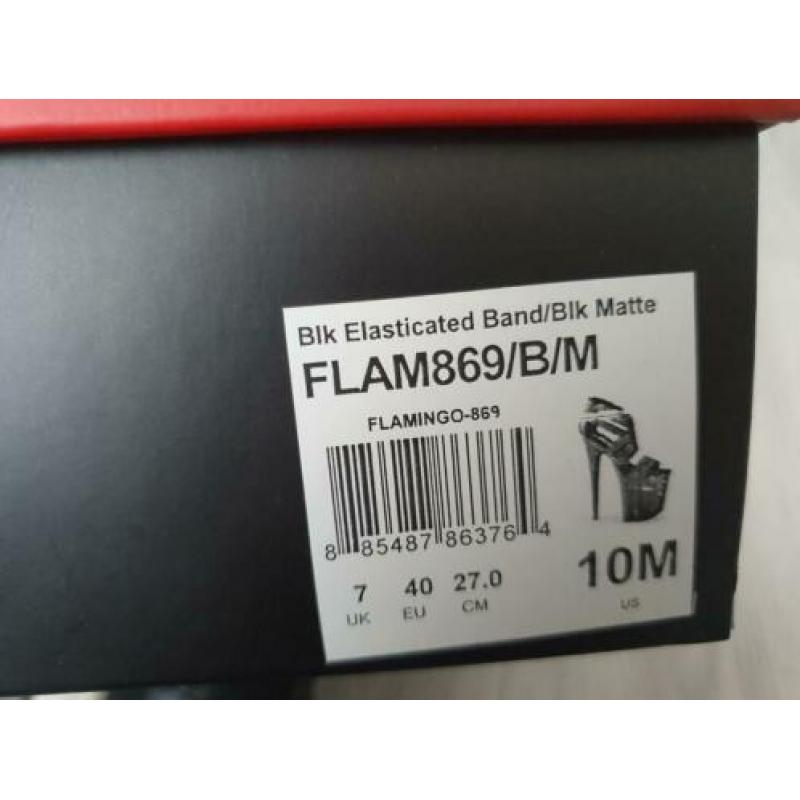 Blk Elasticated Band/Blk Matte
FLAM869/B/M
FLAMINGO-869
8 85487 86376 4
7 40 27.0 10M
UK EU CM US